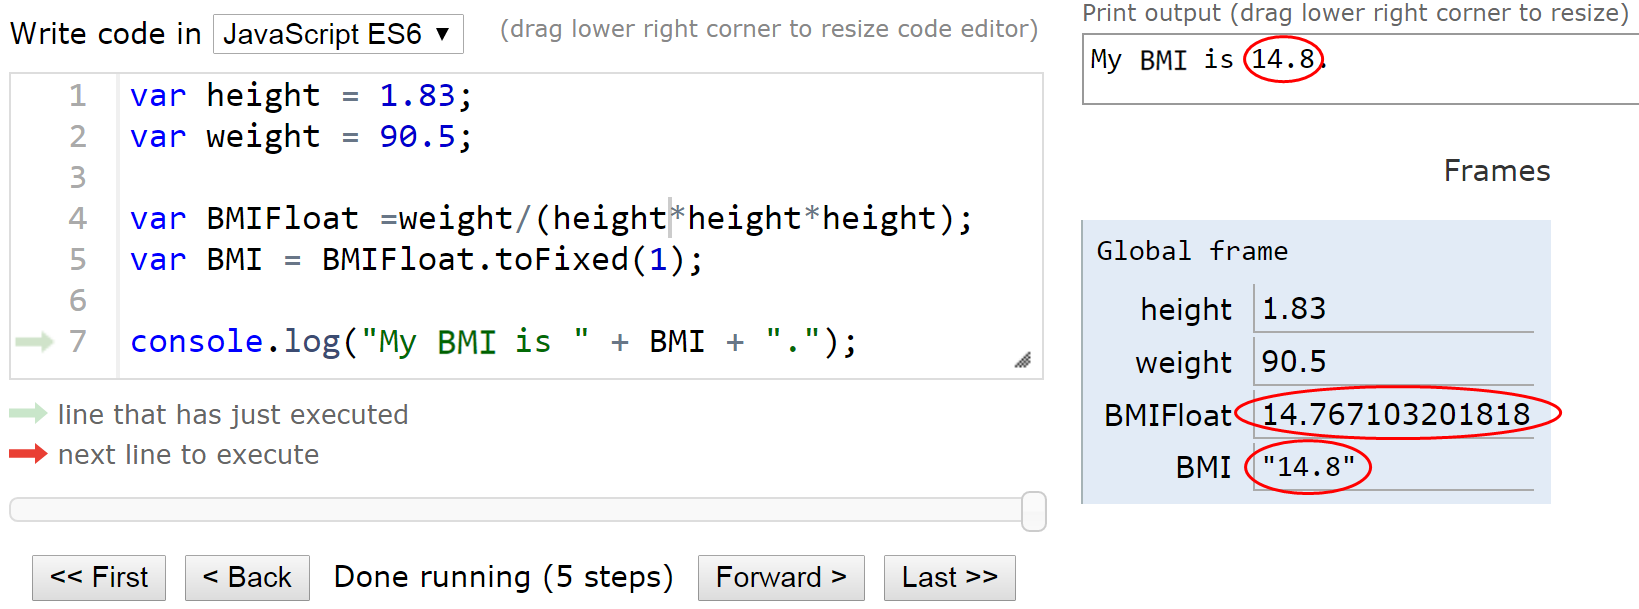 Write code in JavaScript ES6 ▼ (drag lower right corner to resize code editor)
1 var height = 1.83;
2 var weight = 90.5;
3
4 var BMIFloat =weight/(height*height*height);
5 var BMI = BMIFloat.toFixed(1);
6
7 console.log("My BMI is " + BMI + ".");
line that has just executed
next line to execute
<< First < Back Done running (5 steps) Forward > Last >>
Print output (drag lower right corner to resize)
My BMI is 14.8.
Frames
Global frame
height 1.83
weight 90.5
BMIFloat 14.767103201818
BMI "14.8"